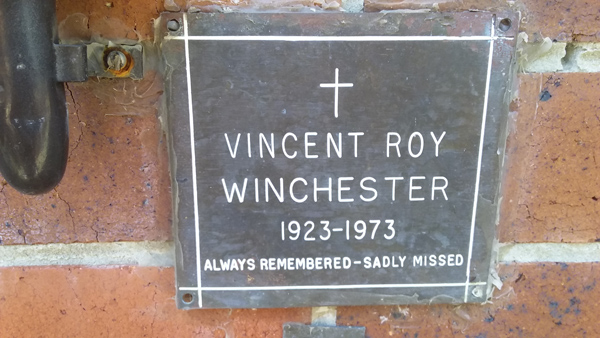 VINCENT ROY
WINCHESTER
1923-1973
ALWAYS REMEMBERED-SADLY MISSED